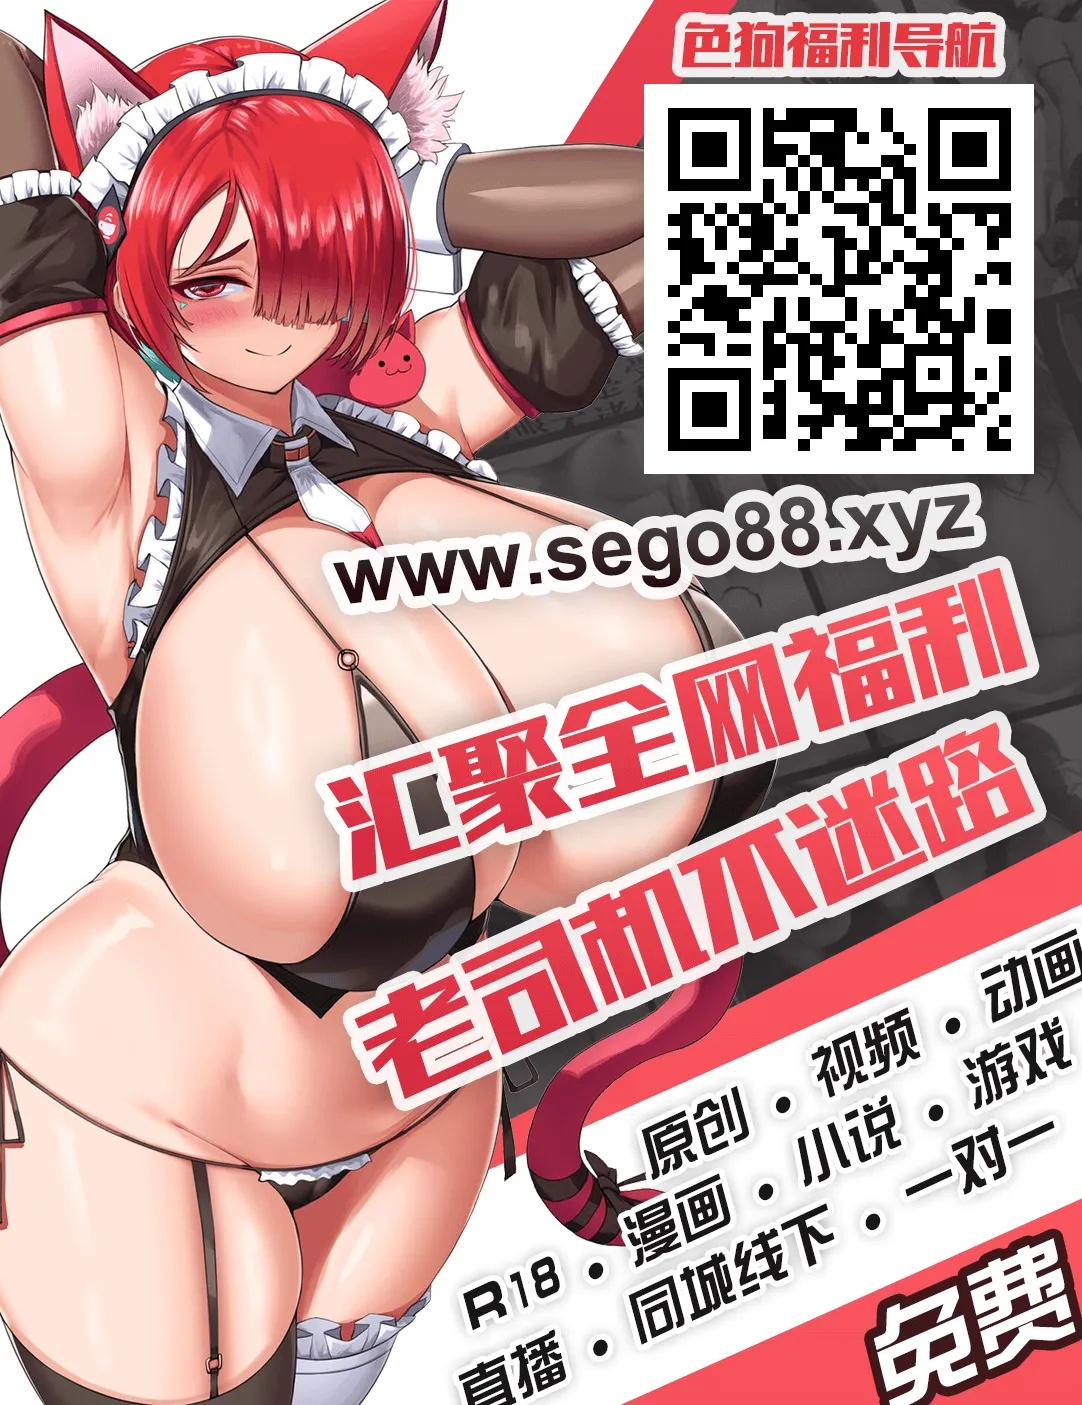 色狗福利导航
www.sego88.xyz
汇聚全网福利
老司机不迷路
原创 • 视频 • 动画
R18 • 漫画 • 小说 • 游戏
直播 • 同城线下 • 一对一
免费